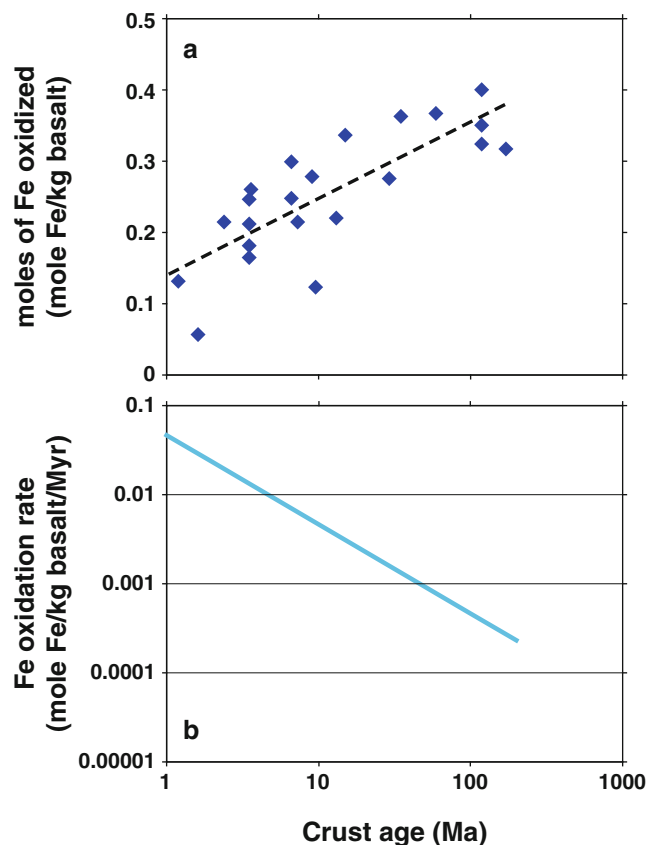 a
0.5
0.4
0.3
0.2
0.1
0
moles of Fe oxidized
(mole Fe/kg basalt)
0.1
0.01
0.001
0.0001
0.00001
Fe oxidation rate
(mole Fe/kg basalt/Myr)
b
1
10
100
1000
Crust age (Ma)